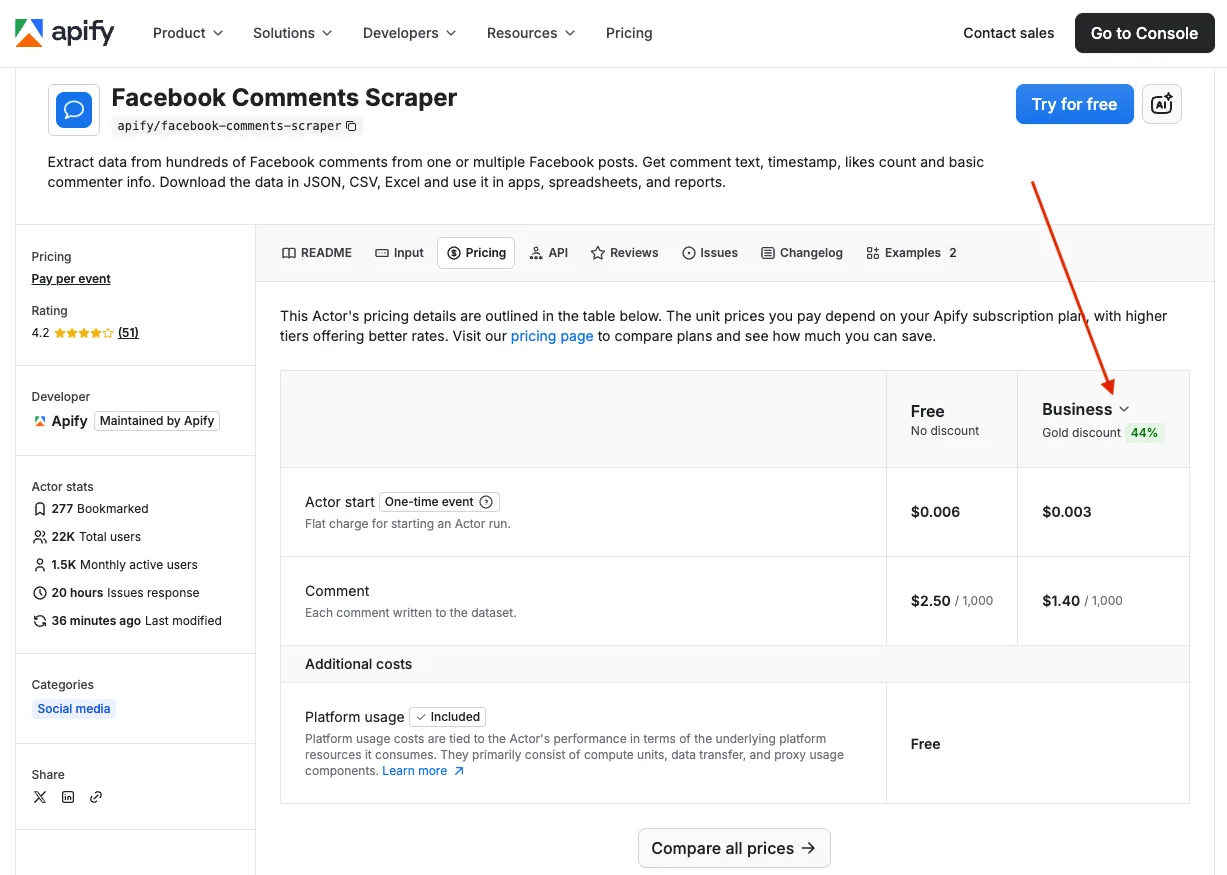 apify
Product
Solutions
Developers
Resources
Pricing
Contact sales
Go to Console
Facebook Comments Scraper
apify/facebook-comments-scraper
Try for free
AI
Extract data from hundreds of Facebook comments from one or multiple Facebook posts. Get comment text, timestamp, likes count and basic
commenter info. Download the data in JSON, CSV, Excel and use it in apps, spreadsheets, and reports.
Pricing
Pay per event
Rating
4.2 (51)
Developer
Apify Maintained by Apify
Actor stats
277 Bookmarked
22K Total users
1.5K Monthly active users
20 hours Issues response
36 minutes ago Last modified
Categories
Social media
Share
README
Input
Pricing
API
Reviews
Issues
Changelog
Examples 2
This Actor's pricing details are outlined in the table below. The unit prices you pay depend on your Apify subscription plan, with higher
tiers offering better rates. Visit our pricing page to compare plans and see how much you can save.
Free
No discount
Business
Gold discount 44%
Actor start One-time event
Flat charge for starting an Actor run.
$0.006
$0.003
Comment
Each comment written to the dataset.
$2.50 / 1,000
$1.40 / 1,000
Additional costs
Platform usage Included
Platform usage costs are tied to the Actor's performance in terms of the underlying platform
resources it consumes. They primarily consist of compute units, data transfer, and proxy usage
components. Learn more
Free
Compare all prices